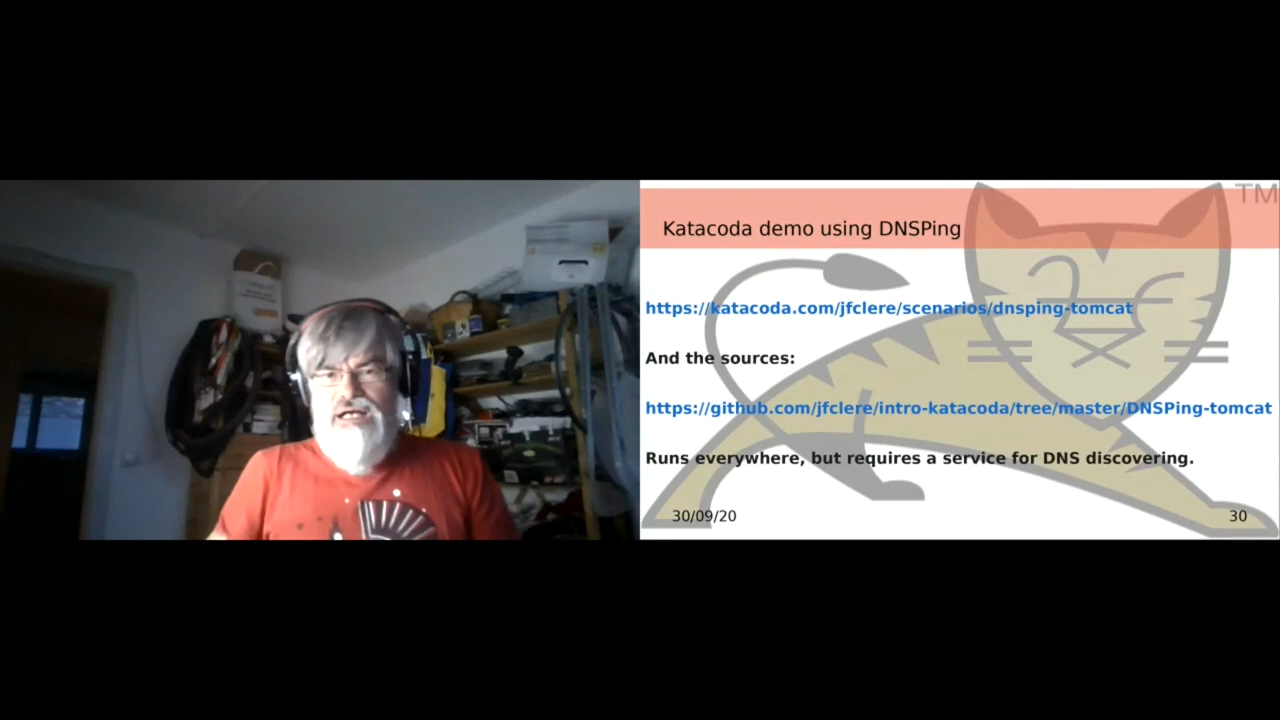 TM
Katacoda demo using DNSPing
https://katacoda.com/jfclere/scenarios/dnsping-tomcat
And the sources:
https://github.com/jfclere/intro-katacoda/tree/master/DNSPing-tomcat
Runs everywhere, but requires a service for DNS discovering.
30/09/20
30